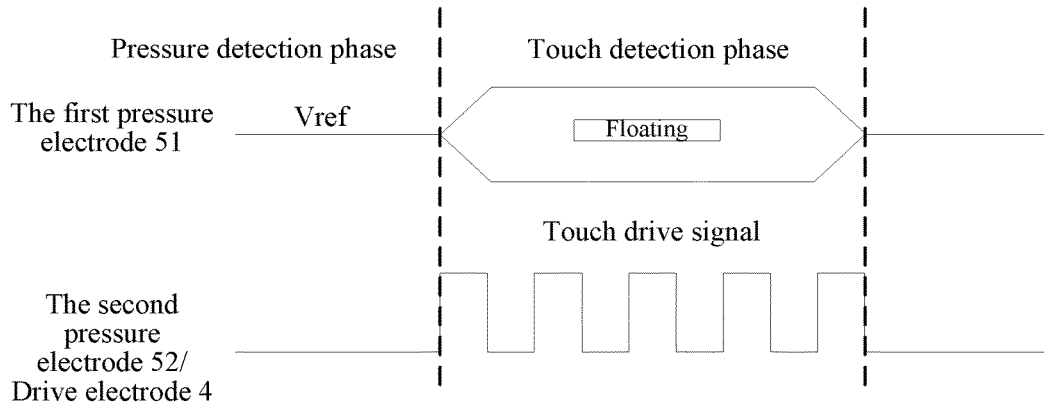 Pressure detection phase
Touch detection phase
The first pressure
electrode 51
Vref
Floating
Touch drive signal
The second
pressure
electrode 52/
Drive electrode 4